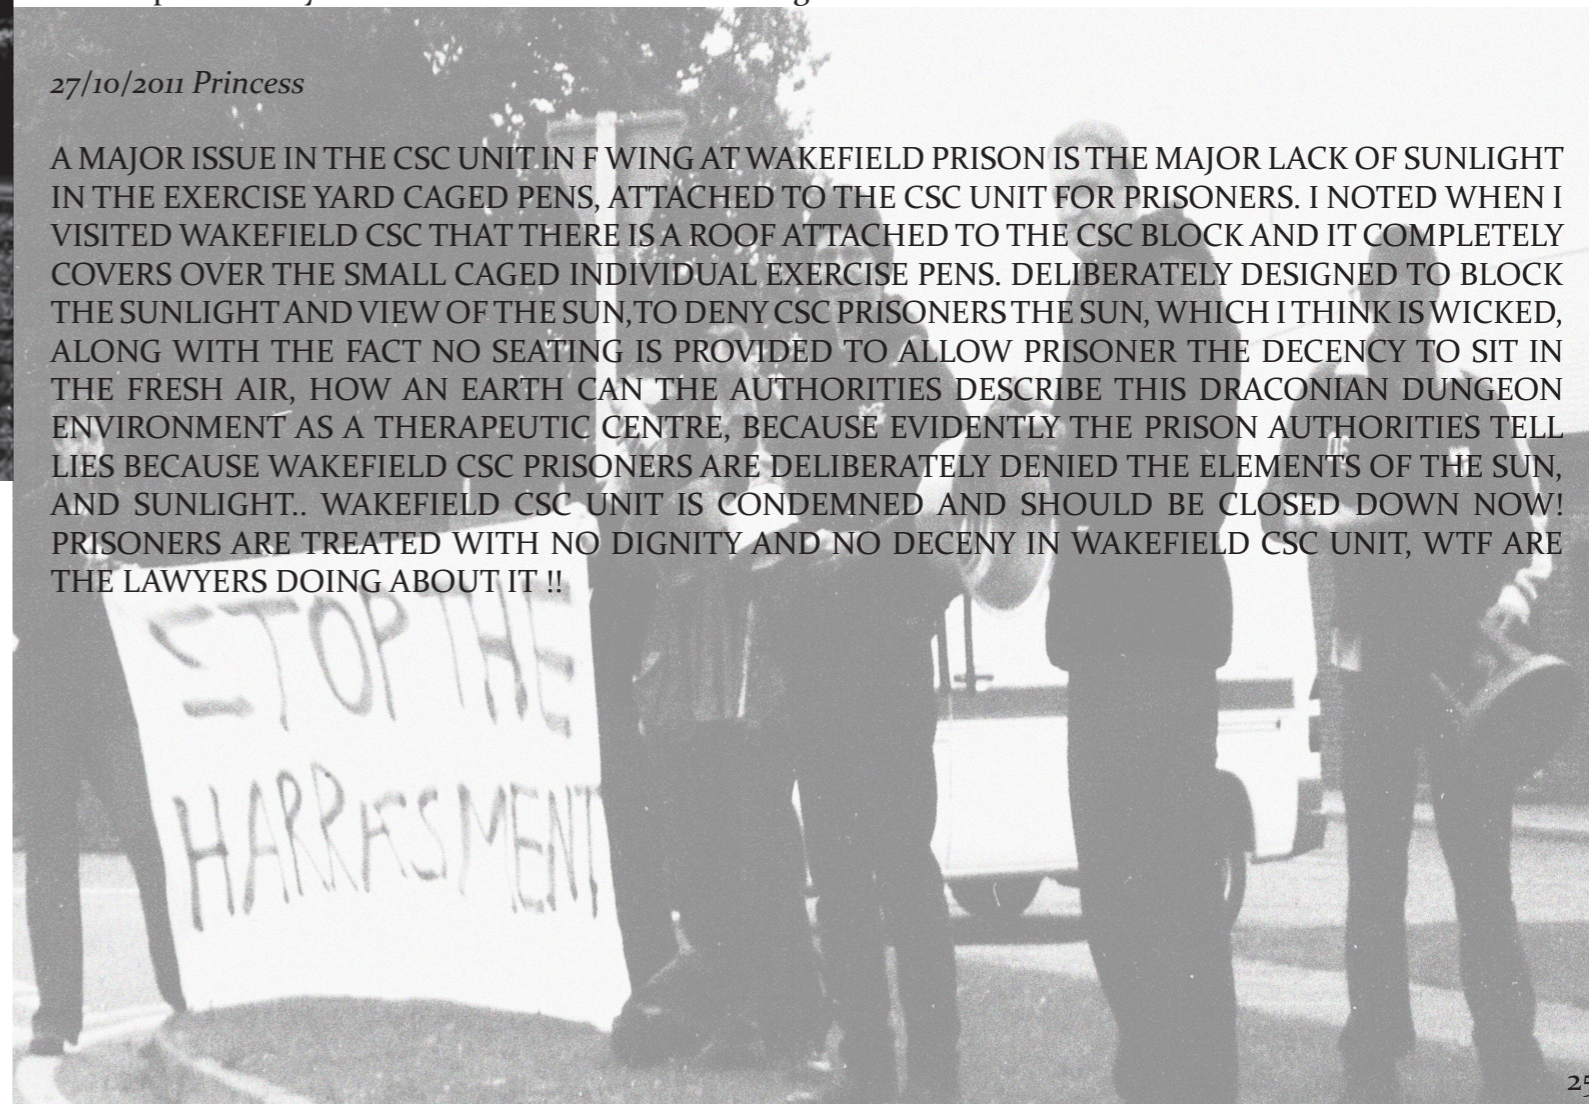 27/10/2011 Princess
A MAJOR ISSUE IN THE CSC UNIT IN F WING AT WAKEFIELD PRISON IS THE MAJOR LACK OF SUNLIGHT
IN THE EXERCISE YARD CAGED PENS, ATTACHED TO THE CSC UNIT FOR PRISONERS. I NOTED WHEN I
VISITED WAKEFIELD CSC THAT THERE IS A ROOF ATTACHED TO THE CSC BLOCK AND IT COMPLETELY
COVERS OVER THE SMALL CAGED INDIVIDUAL EXERCISE PENS. DELIBERATELY DESIGNED TO BLOCK
THE SUNLIGHT AND VIEW OF THE SUN,TO DENY CSC PRISONERS THE SUN, WHICH I THINK IS WICKED,
ALONG WITH THE FACT NO SEATING IS PROVIDED TO ALLOW PRISONER THE DECENCY TO SIT IN
THE FRESH AIR, HOW AN EARTH CAN THE AUTHORITIES DESCRIBE THIS DRACONIAN DUNGEON
ENVIRONMENT AS A THERAPEUTIC CENTRE, BECAUSE EVIDENTLY THE PRISON AUTHORITIES TELL
LIES BECAUSE WAKEFIELD CSC PRISONERS ARE DELIBERATELY DENIED THE ELEMENTS OF THE SUN,
AND SUNLIGHT.. WAKEFIELD CSC UNIT IS CONDEMNED AND SHOULD BE CLOSED DOWN NOW!
PRISONERS ARE TREATED WITH NO DIGNITY AND NO DECENY IN WAKEFIELD CSC UNIT, WTF ARE
THE LAWYERS DOING ABOUT IT !!
STOP THE
HARRASSMENT
25